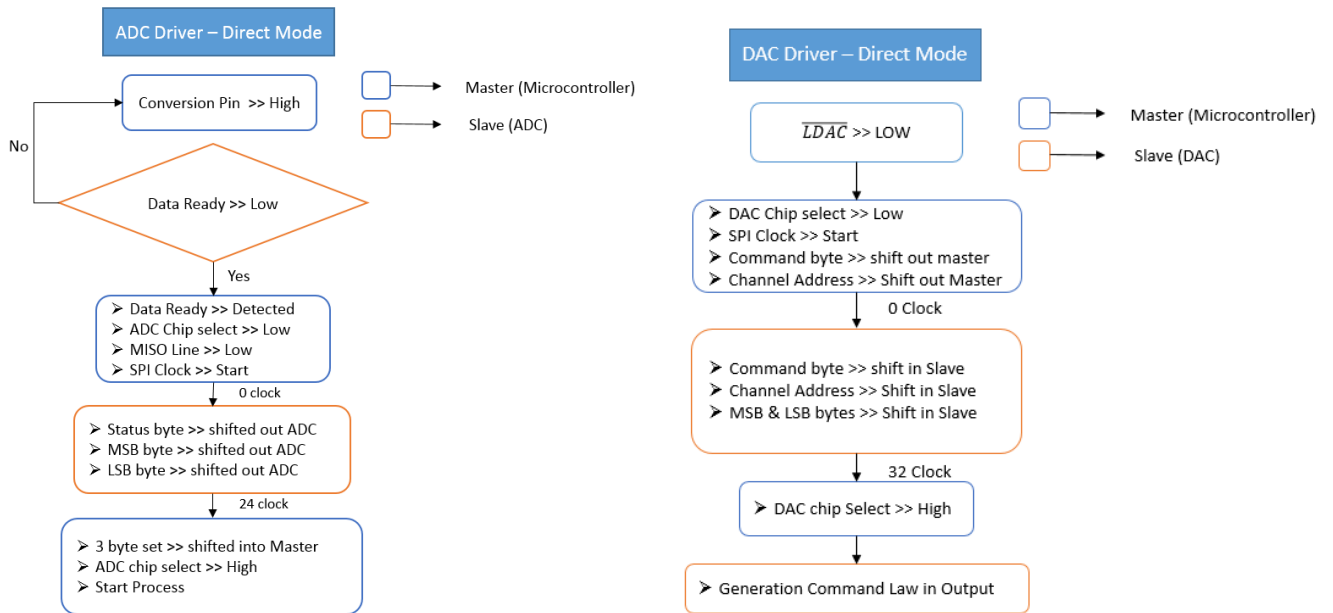 ADC Driver – Direct Mode
Conversion Pin >> High
Master (Microcontroller)
Slave (ADC)
No
Data Ready >> Low
Yes
➤ Data Ready >> Detected
➤ ADC Chip select >> Low
➤ MISO Line >> Low
➤ SPI Clock >> Start
0 clock
➤ Status byte >> shifted out ADC
➤ MSB byte >> shifted out ADC
➤ LSB byte >> shifted out ADC
24 clock
➤ 3 byte set >> shifted into Master
➤ ADC chip select >> High
➤ Start Process
DAC Driver – Direct Mode
L̅D̅A̅C̅ >> LOW
Master (Microcontroller)
Slave (DAC)
➤ DAC Chip select >> Low
➤ SPI Clock >> Start
➤ Command byte >> shift out master
➤ Channel Address >> Shift out Master
0 Clock
➤ Command byte >> shift in Slave
➤ Channel Address >> Shift in Slave
➤ MSB & LSB bytes >> Shift in Slave
32 Clock
➤ DAC chip Select >> High
➤ Generation Command Law in Output